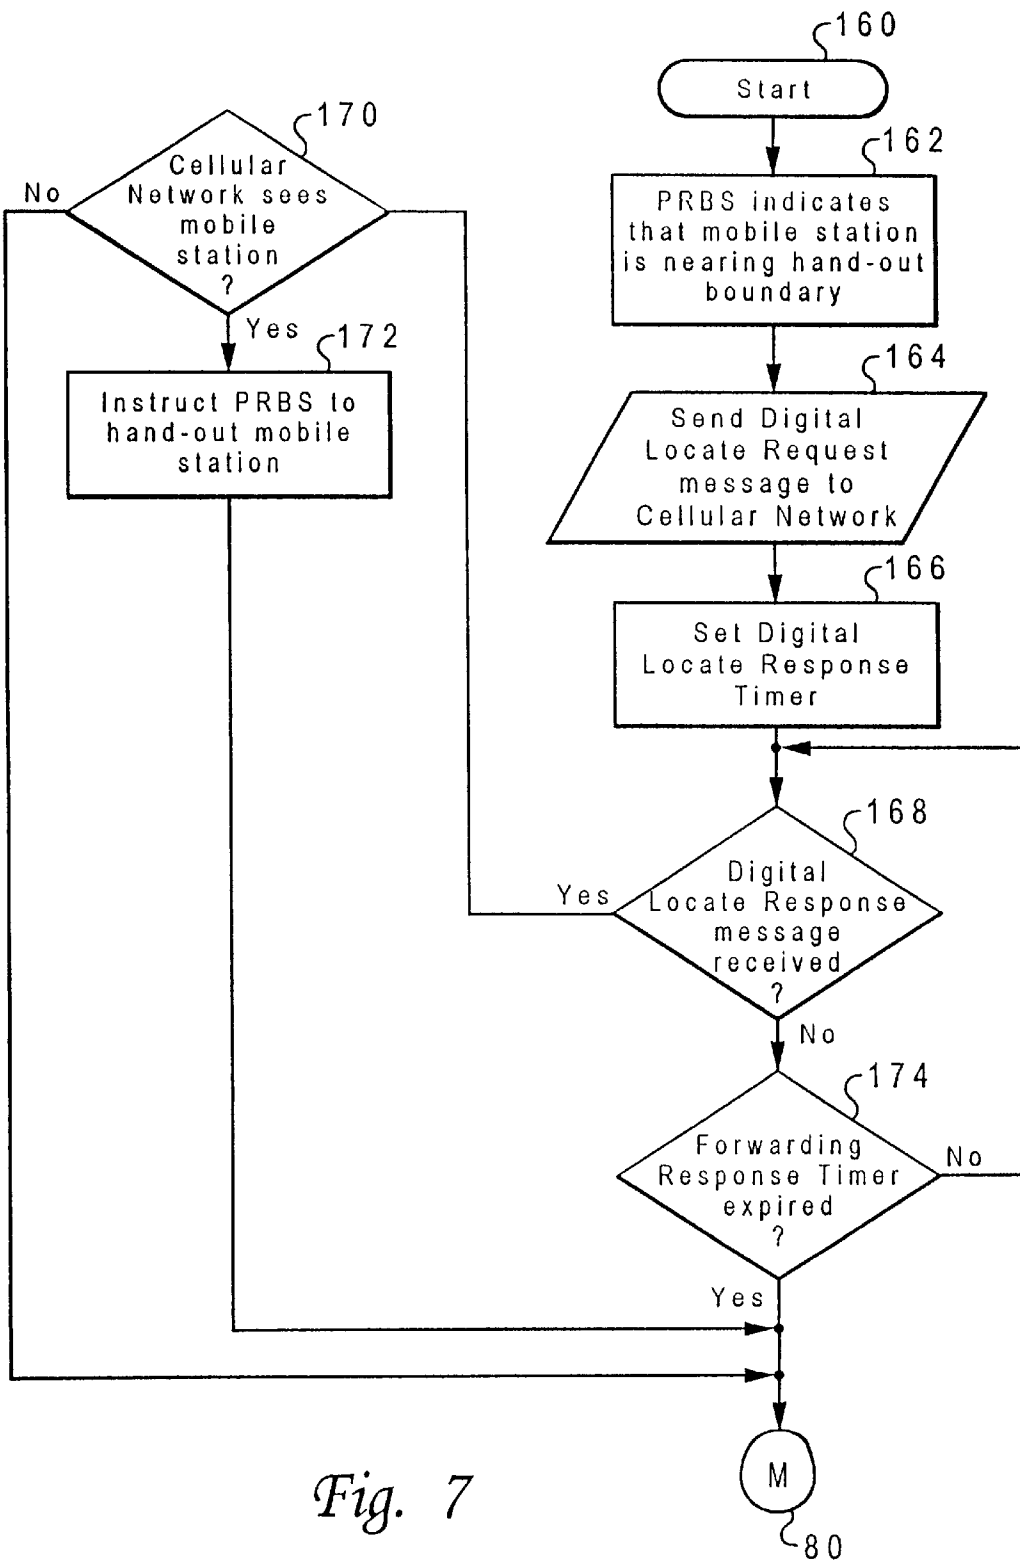 160
Start
162
PRBS indicates
that mobile station
is nearing hand-out
boundary
164
Send Digital
Locate Request
message to
Cellular Network
166
Set Digital
Locate Response
Timer
168
Digital
Locate Response
message
received
?
Yes
No
170
Cellular
Network sees
mobile
station
?
No
Yes
172
Instruct PRBS to
hand-out mobile
station
174
Forwarding
Response Timer
expired
?
No
Yes
M
80
Fig. 7